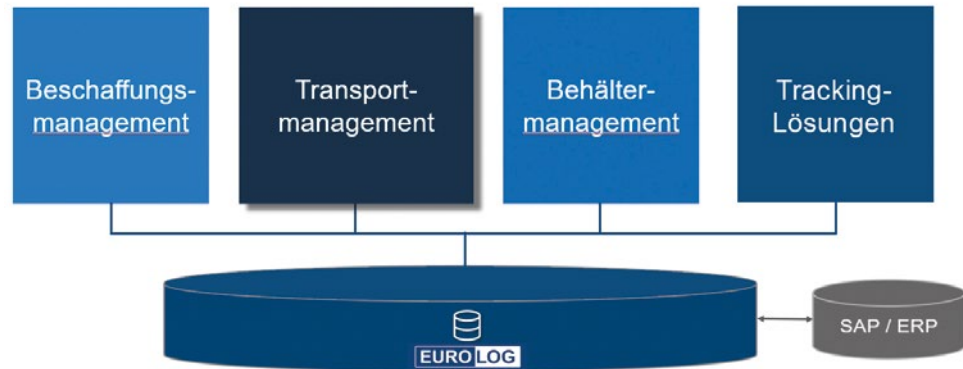 Beschaffungs-
management
Transport-
management
Behälter-
management
Tracking-
Lösungen
SAP / ERP
EUROLOG